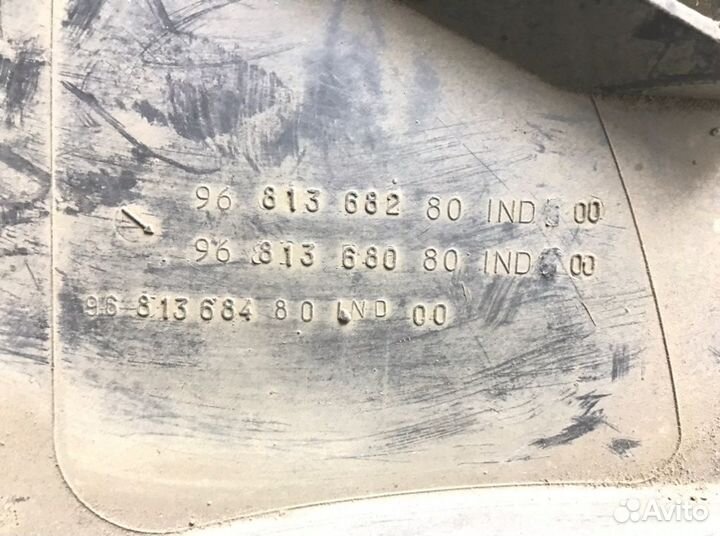 96 813 682 80 IND 00
96 813 680 80 IND 00
96 813 684 80 IND 00
Avito